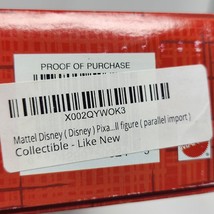 PROOF OF PURCHASE
X002QYWOK3
Mattel Disney ( Disney ) Pixa...ll figure ( parallel import )
Collectible - Like New